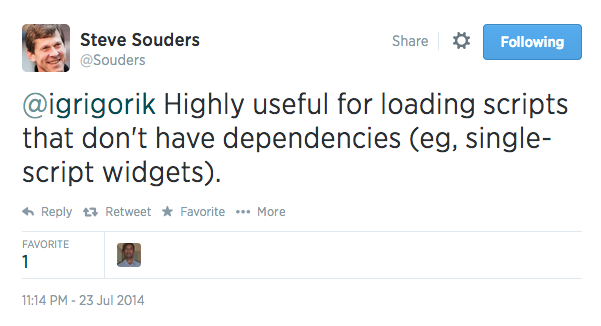 Steve Souders
@Souders
Share
Following
@igrigorik Highly useful for loading scripts
that don't have dependencies (eg, single-
script widgets).
Reply Retweet Favorite More
FAVORITE
1
11:14 PM - 23 Jul 2014